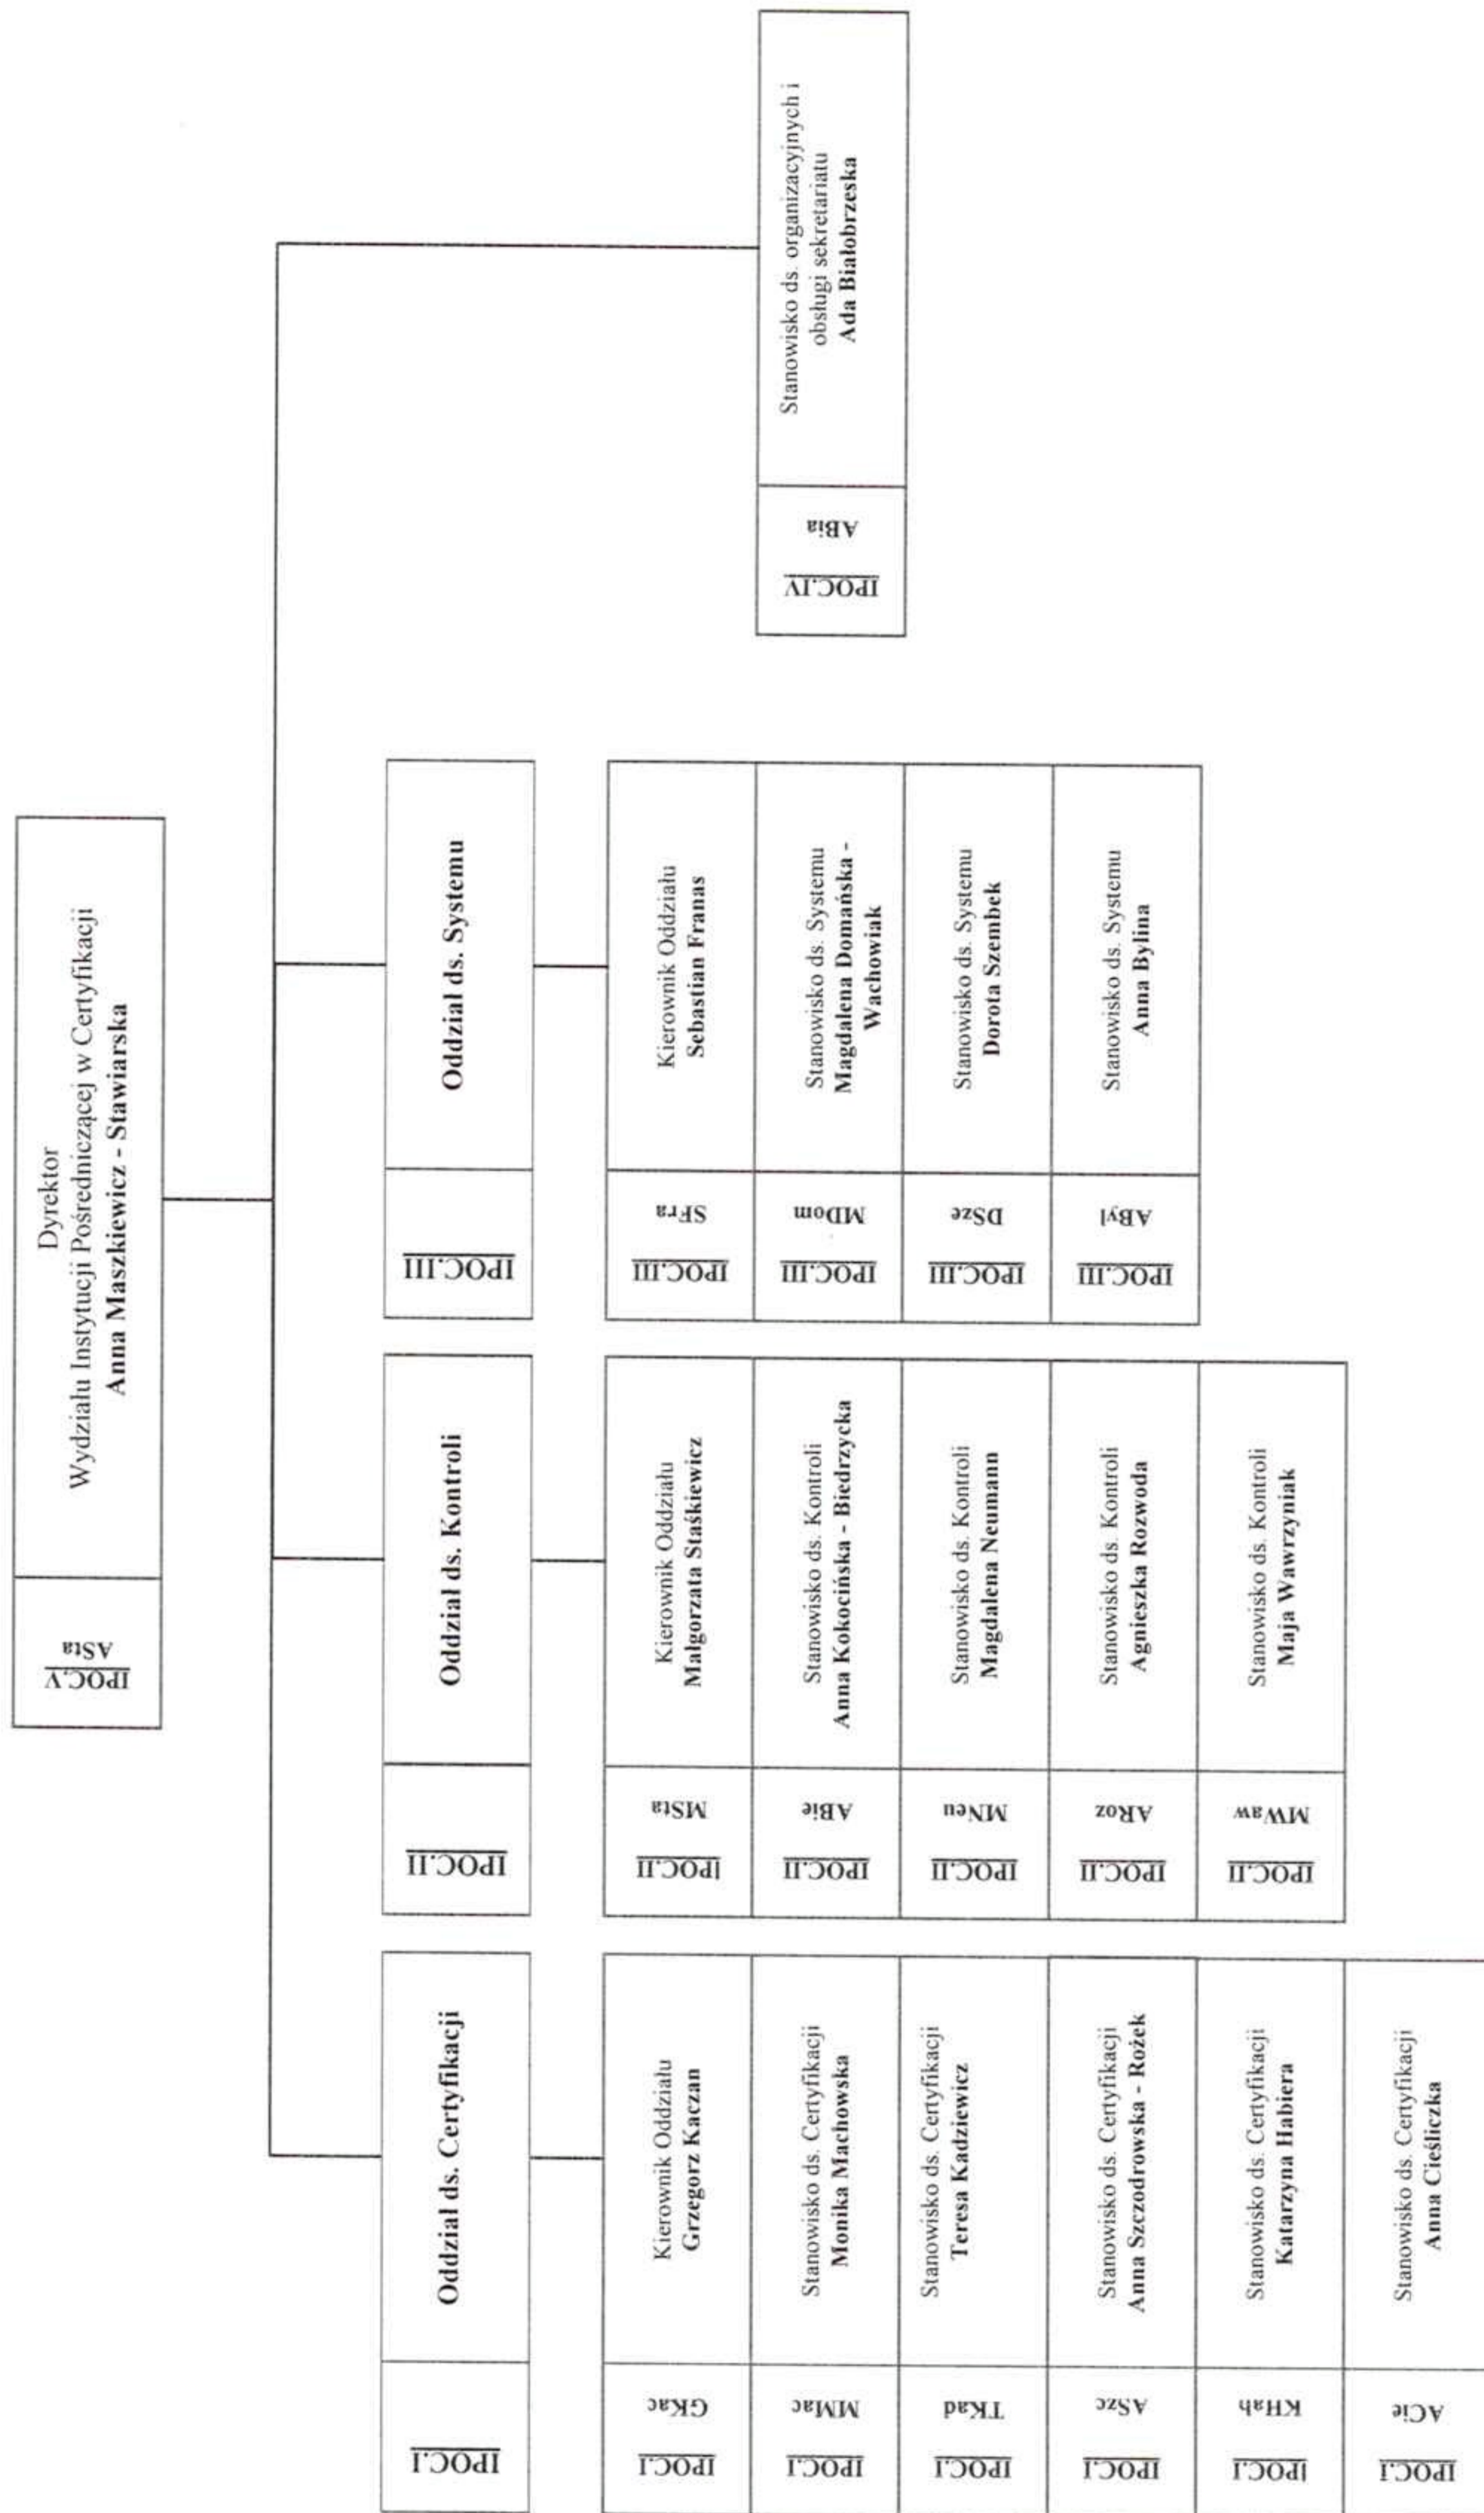 IPOC.V
ASta
Dyrektor
Wydziału Instytucji Pośredniczącej w Certyfikacji
Anna Maszkiewicz - Stawiarska
IPOC.I
Oddział ds. Certyfikacji
IPOC.I
GKac
Kierownik Oddziału
Grzegorz Kaczan
IPOC.I
MMac
Stanowisko ds. Certyfikacji
Monika Machowska
IPOC.I
TKad
Stanowisko ds. Certyfikacji
Teresa Kadziewicz
IPOC.I
ASzc
Stanowisko ds. Certyfikacji
Anna Szczodrowska - Rożek
IPOC.I
KHab
Stanowisko ds. Certyfikacji
Katarzyna Habiera
IPOC.I
ACie
Stanowisko ds. Certyfikacji
Anna Cieśliczka
IPOC.II
Oddział ds. Kontroli
IPOC.II
MSta
Kierownik Oddziału
Małgorzata Staśkiewicz
IPOC.II
ABie
Stanowisko ds. Kontroli
Anna Kokocińska - Biedrzycka
IPOC.II
MNeu
Stanowisko ds. Kontroli
Magdalena Neumann
IPOC.II
ARoz
Stanowisko ds. Kontroli
Agnieszka Rozwoda
IPOC.II
MWaw
Stanowisko ds. Kontroli
Maja Wawrzyniak
IPOC.III
Oddział ds. Systemu
IPOC.III
SFra
Kierownik Oddziału
Sebastian Franas
IPOC.III
MDom
Stanowisko ds. Systemu
Magdalena Domańska -
Wachowiak
IPOC.III
DSze
Stanowisko ds. Systemu
Dorota Szembek
IPOC.III
AByl
Stanowisko ds. Systemu
Anna Bylina
IPOC.IV
ABia
Stanowisko ds. organizacyjnych i
obsługi sekretariatu
Ada Białobrzeska